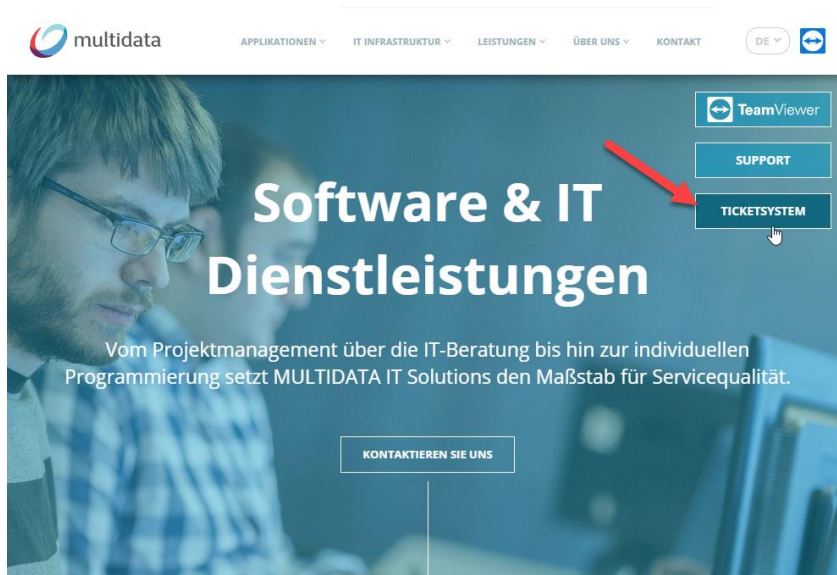 multidata
APPLIKATIONEN
IT INFRASTRUKTUR
LEISTUNGEN
ÜBER UNS
KONTAKT
DE
TeamViewer
SUPPORT
TICKETSYSTEM
Software & IT
Dienstleistungen
Vom Projektmanagement über die IT-Beratung bis hin zur individuellen
Programmierung setzt MULTIDATA IT Solutions den Maßstab für Servicequalität.
KONTAKTIEREN SIE UNS